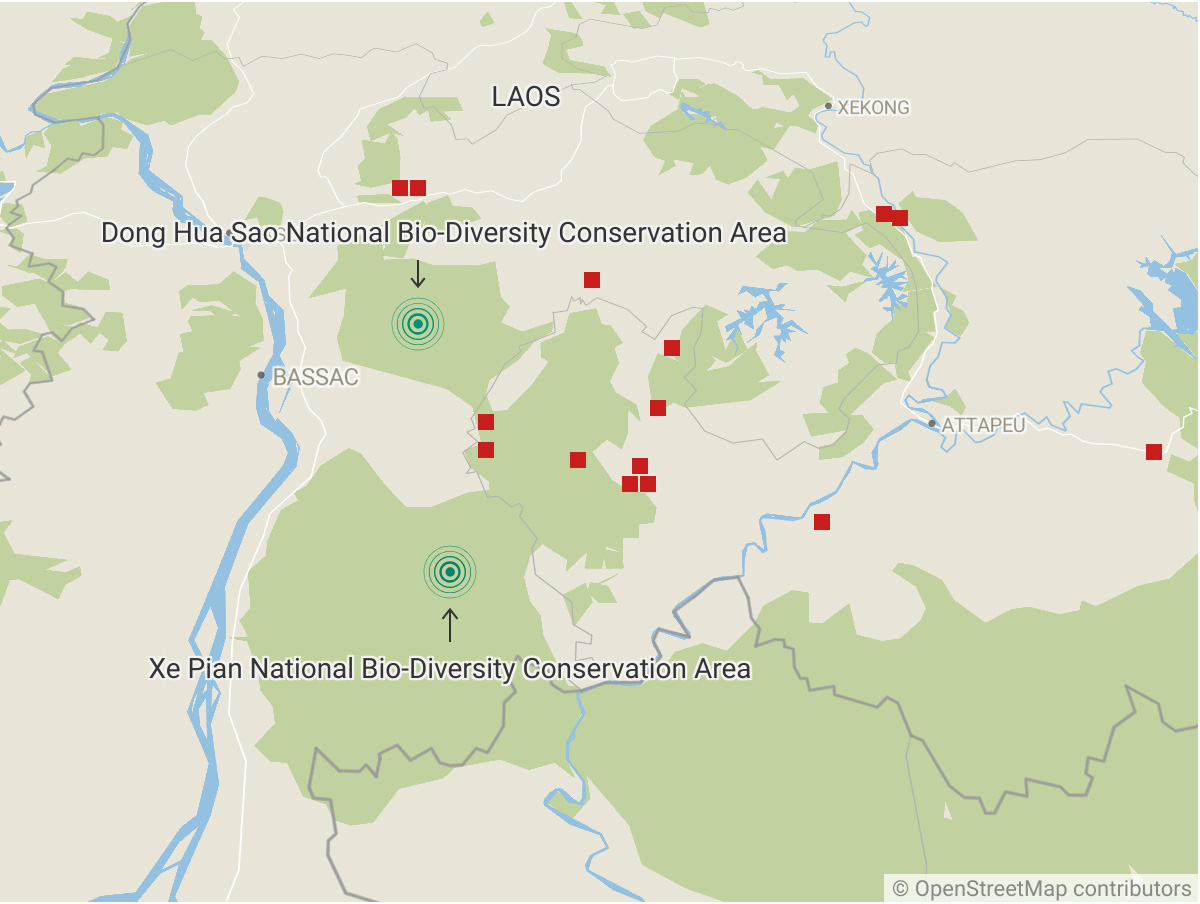 LAOS
XEKONG
Dong Hua Sao National Bio-Diversity Conservation Area
BASSAC
ATTAPEU
Xe Pian National Bio-Diversity Conservation Area
© OpenStreetMap contributors